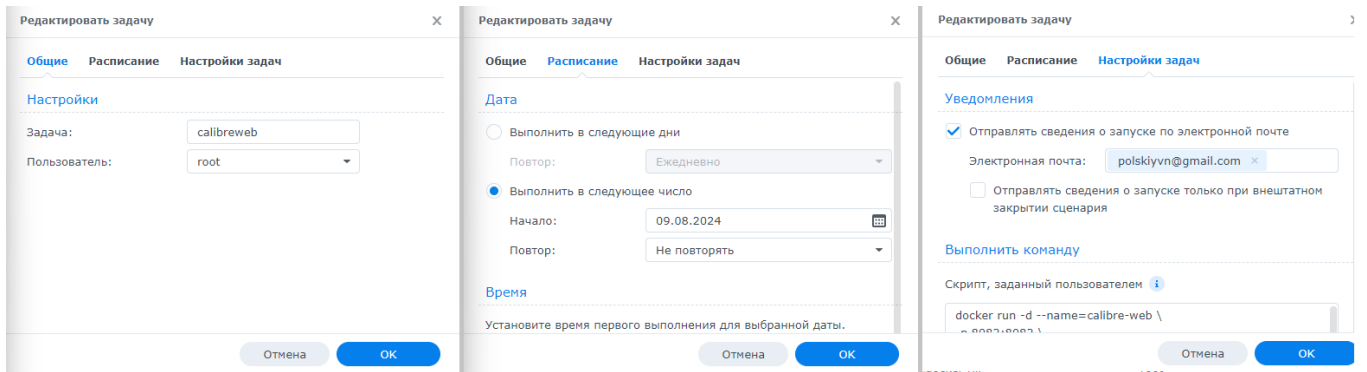 Редактировать задачу
Общие Расписание Настройки задач
Настройки
Задача: calibreweb
Пользователь: root
Отмена OK
Редактировать задачу
Общие Расписание Настройки задач
Дата
Выполнить в следующие дни
Повтор: Ежедневно
Выполнить в следующее число
Начало: 09.08.2024
Повтор: Не повторять
Время
Установите время первого выполнения для выбранной даты.
Отмена OK
Редактировать задачу
Общие Расписание Настройки задач
Уведомления
Отправлять сведения о запуске по электронной почте
Электронная почта: polskiyvn@gmail.com
Отправлять сведения о запуске только при внештатном
закрытии сценария
Выполнить команду
Скрипт, заданный пользователем
docker run -d --name=calibre-web \
Отмена OK